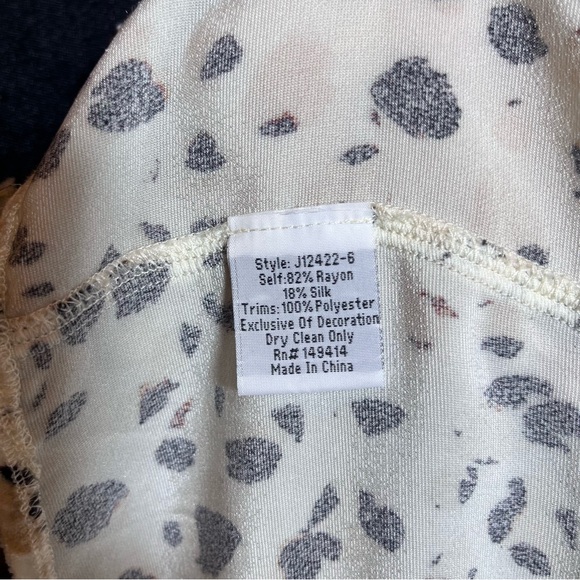 Style: J12422-6
Self:82% Rayon
18% Silk
Trims:100% Polyester
Exclusive Of Decoration
Dry Clean Only
Rn# 149414
Made In China